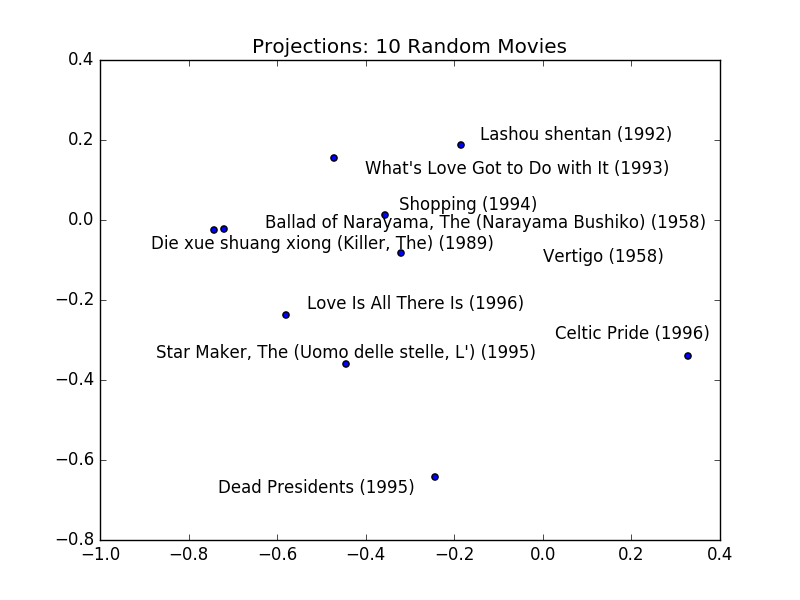 Projections: 10 Random Movies
0.4
Lashou shentan (1992)
0.2
What's Love Got to Do with It (1993)
Shopping (1994)
0.0
Ballad of Narayama, The (Narayama Bushiko) (1958)
Die xue shuang xiong (Killer, The) (1989)
Vertigo (1958)
−0.2
Love Is All There Is (1996)
Celtic Pride (1996)
Star Maker, The (Uomo delle stelle, L') (1995)
−0.4
−0.6
Dead Presidents (1995)
−0.8
−1.0 −0.8 −0.6 −0.4 −0.2 0.0 0.2 0.4